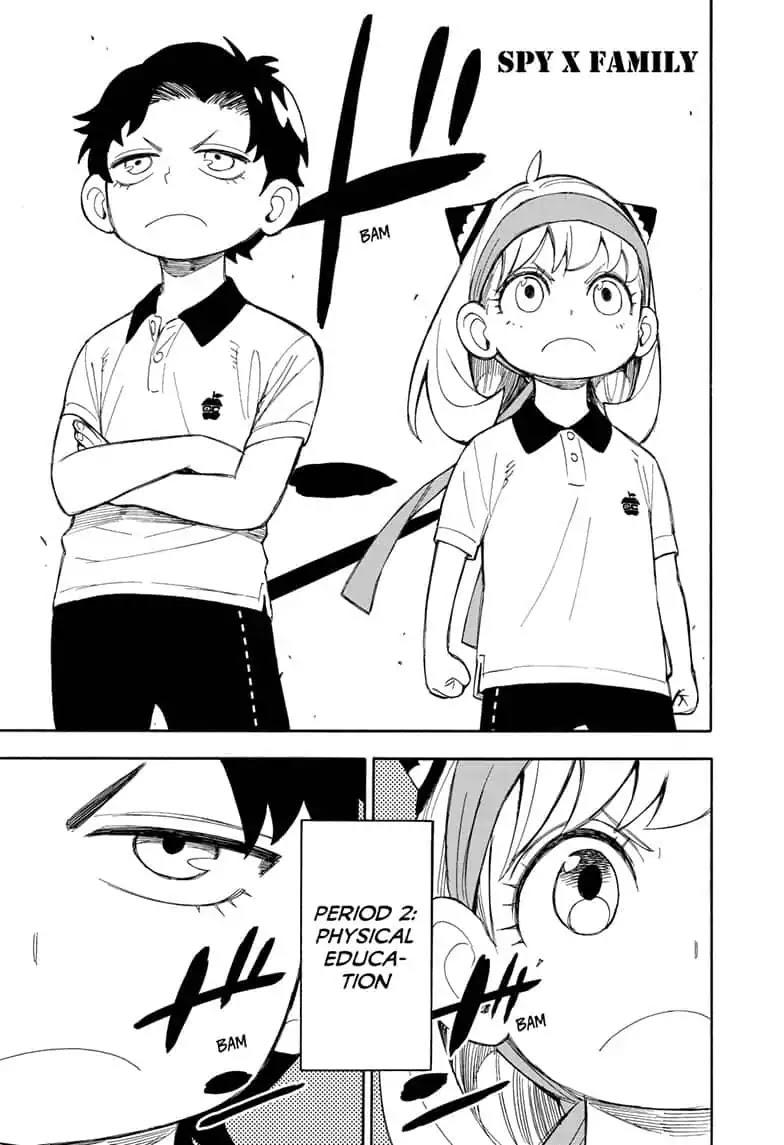 SPY X FAMILY
BAM
PERIOD 2:
PHYSICAL
EDUCA-
TION
BAM
BAM